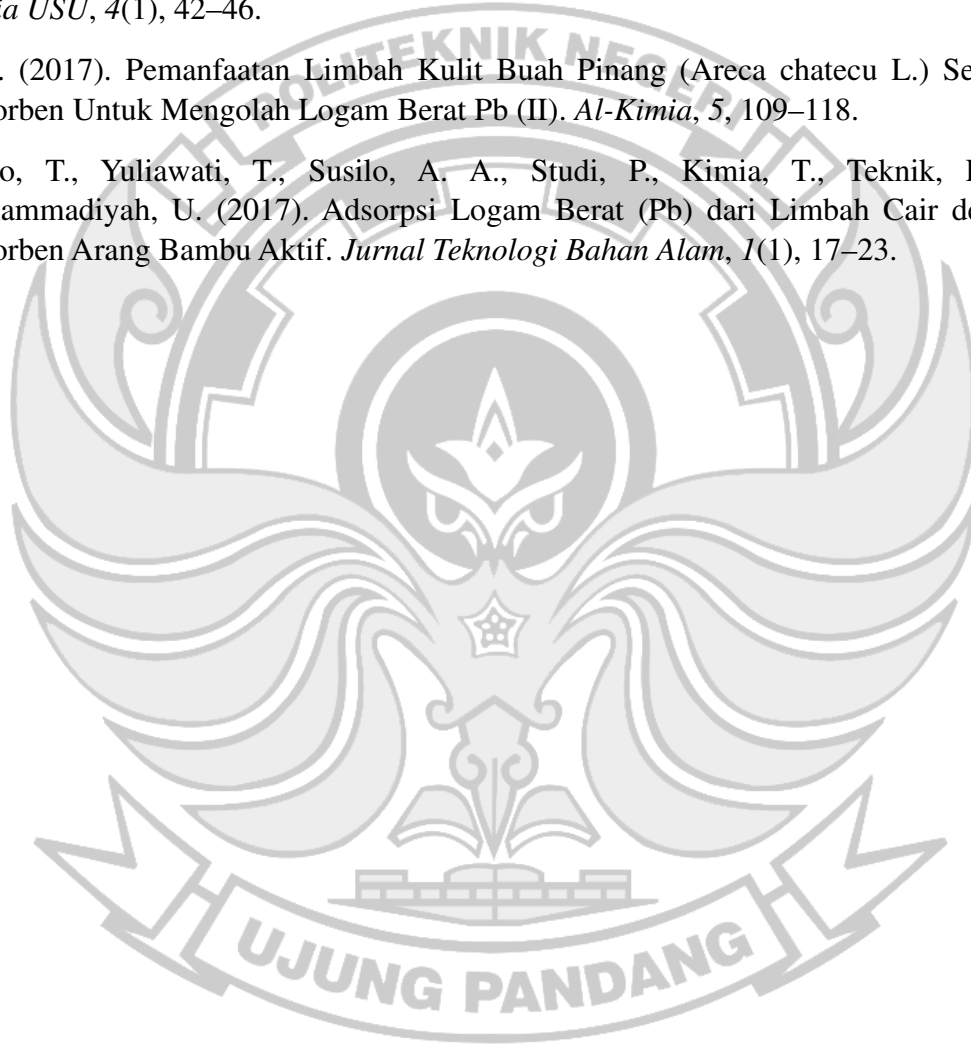 ia USU, 4(1), 42–46.
. (2017). Pemanfaatan Limbah Kulit Buah Pinang (Areca chatecu L.) Se
orben Untuk Mengolah Logam Berat Pb (II). Al-Kimia, 5, 109–118.
o, T., Yuliawati, T., Susilo, A. A., Studi, P., Kimia, T., Teknik,
ammadiyah, U. (2017). Adsorpsi Logam Berat (Pb) dari Limbah Cair de
orben Arang Bambu Aktif. Jurnal Teknologi Bahan Alam, 1(1), 17–23.
POLITEKNIK NEGERI
UJUNG PANDANG